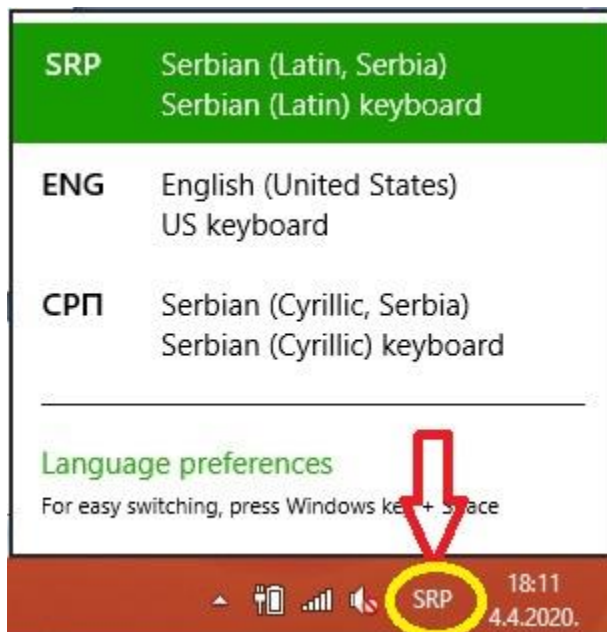 SRP Serbian (Latin, Serbia)
Serbian (Latin) keyboard
ENG English (United States)
US keyboard
СРП Serbian (Cyrillic, Serbia)
Serbian (Cyrillic) keyboard
Language preferences
For easy switching, press Windows key + Space
SRP 18:11
4.4.2020.